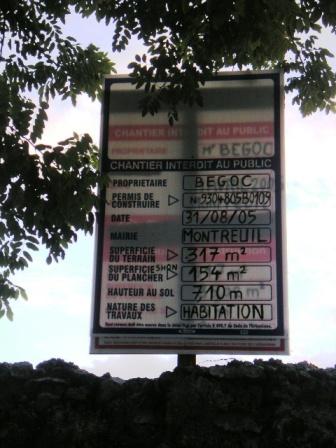 CHANTIER INTERDIT AU PUBLIC
PROPRIETAIRE Mr BEGOC
CHANTIER INTERDIT AU PUBLIC
PROPRIETAIRE BEGOC
PERMIS DE CONSTRUIRE N°9304805B0109
DATE 31/08/05
MAIRIE MONTREUIL
SUPERFICIE DU TERRAIN 317 m²
SUPERFICIE SHON DU PLANCHER 154 m²
HAUTEUR AU SOL 710 m
NATURE DES TRAVAUX HABITATION